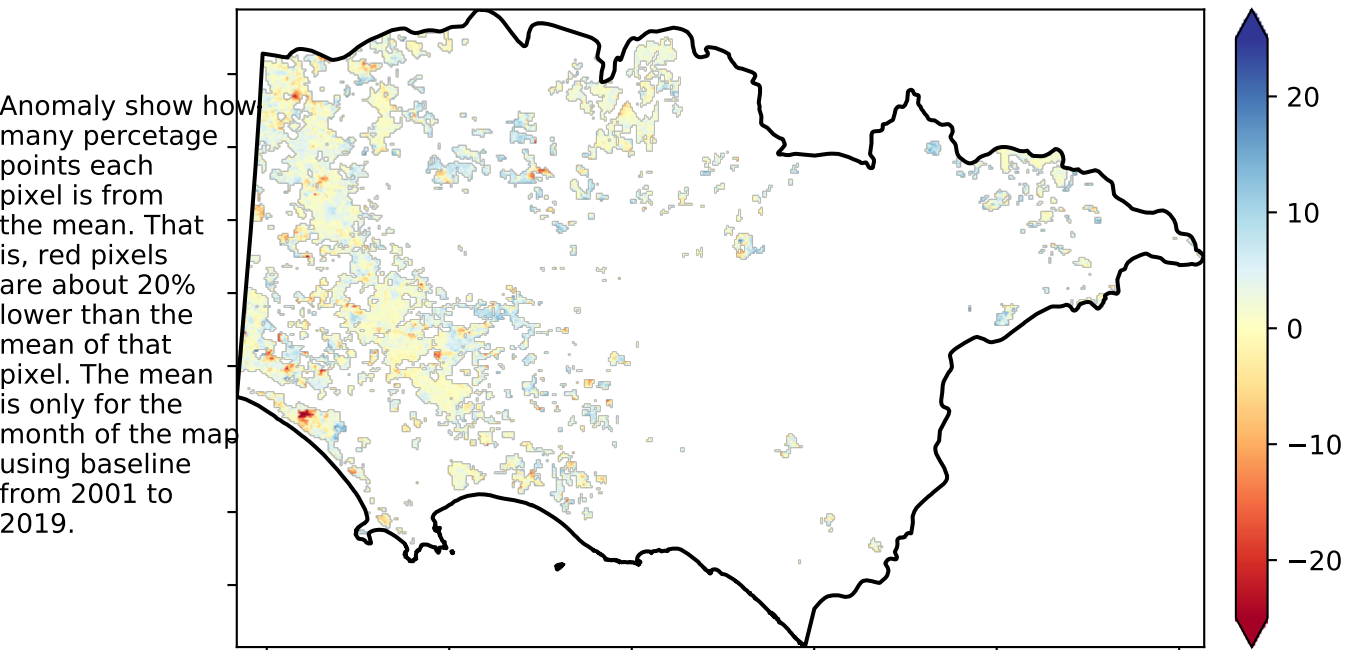 Anomaly show how
many percetage
points each
pixel is from
the mean. That
is, red pixels
are about 20%
lower than the
mean of that
pixel. The mean
is only for the
month of the map
using baseline
from 2001 to
2019.
20
10
0
−10
−20